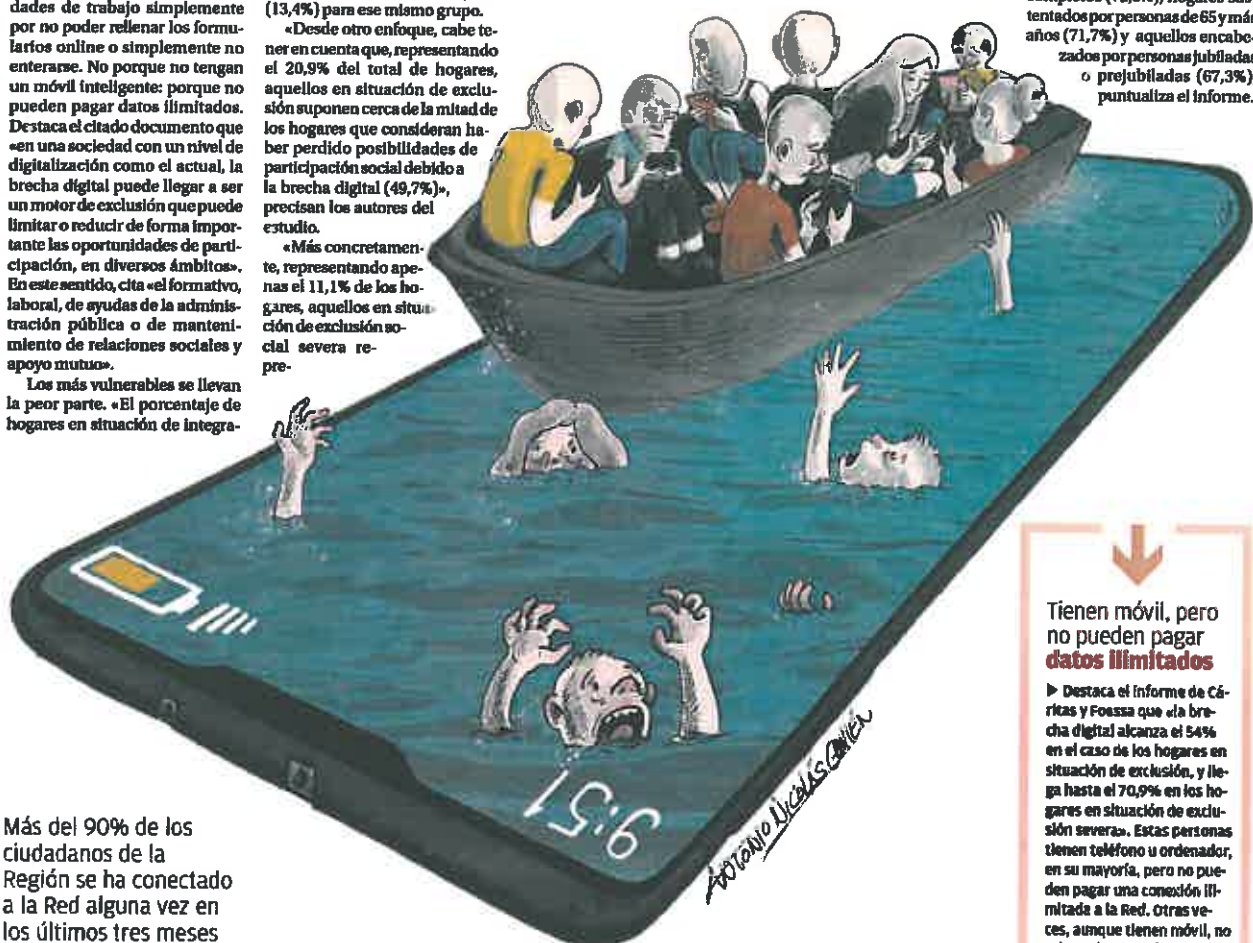 dades de trabajo simplemente
por no poder rellenar los formu-
larios online o simplemente no
enterarse. No porque no tengan
un móvil inteligente: porque no
pueden pagar datos ilimitados.
Destaca el citado documento que
«en una sociedad con un nivel de
digitalización como el actual, la
brecha digital puede llegar a ser
un motor de exclusión que puede
limitar o reducir de forma impor-
tante las oportunidades de parti-
cipación, en diversos ámbitos».
En este sentido, cita «el formativo,
laboral, de ayudas de la adminis-
tración pública o de manteni-
miento de relaciones sociales y
apoyo mutuo».
Los más vulnerables se llevan
la peor parte. «El porcentaje de
hogares en situación de integra-
(13,4%) para ese mismo grupo.
«Desde otro enfoque, cabe te-
ner en cuenta que, representando
el 20,9% del total de hogares,
aquellos en situación de exclu-
sión suponen cerca de la mitad de
los hogares que consideran ha-
ber perdido posibilidades de
participación social debido a
la brecha digital (49,7%)»,
precisan los autores del
estudio.
«Más concretamen-
te, representando ape-
nas el 11,1% de los ho-
gares, aquellos en situa-
ción de exclusión so-
cial severa re-
pre-
tentados por personas de 65 y más
años (71,7%) y aquellos encabe-
zados por personas jubiladas
o prejubiladas (67,3%)
puntualiza el informe.
9:51
ANTONIO NICOLÁS
Más del 90% de los
ciudadanos de la
Región se ha conectado
a la Red alguna vez en
los últimos tres meses
Tienen móvil, pero
no pueden pagar
datos ilimitados
▶ Destaca el informe de Cá-
ritas y Foessa que «la bre-
cha digital alcanza el 54%
en el caso de los hogares en
situación de exclusión, y lle-
ga hasta el 70,9% en los ho-
gares en situación de exclu-
sión severa». Estas personas
tienen teléfono u ordenador,
en su mayoría, pero no pue-
den pagar una conexión ili-
mitada a la Red. Otras ve-
ces, aunque tienen móvil, no